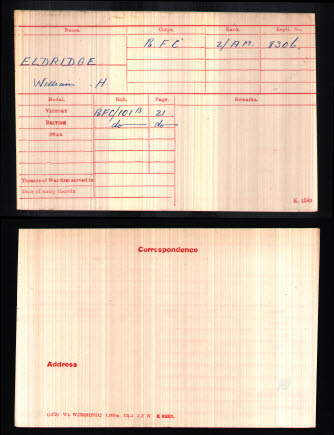 Name. Corps. Rank. Regtl. No.
R.F.C 2/A.M. 8306.
ELDRIDGE
William . H
Medal. Roll. Page. Remarks.
Victory RFC/101 B 21
British do do
Star
Theatre of War first served in
Date of entry therein
K. 1380
Correspondence
Address